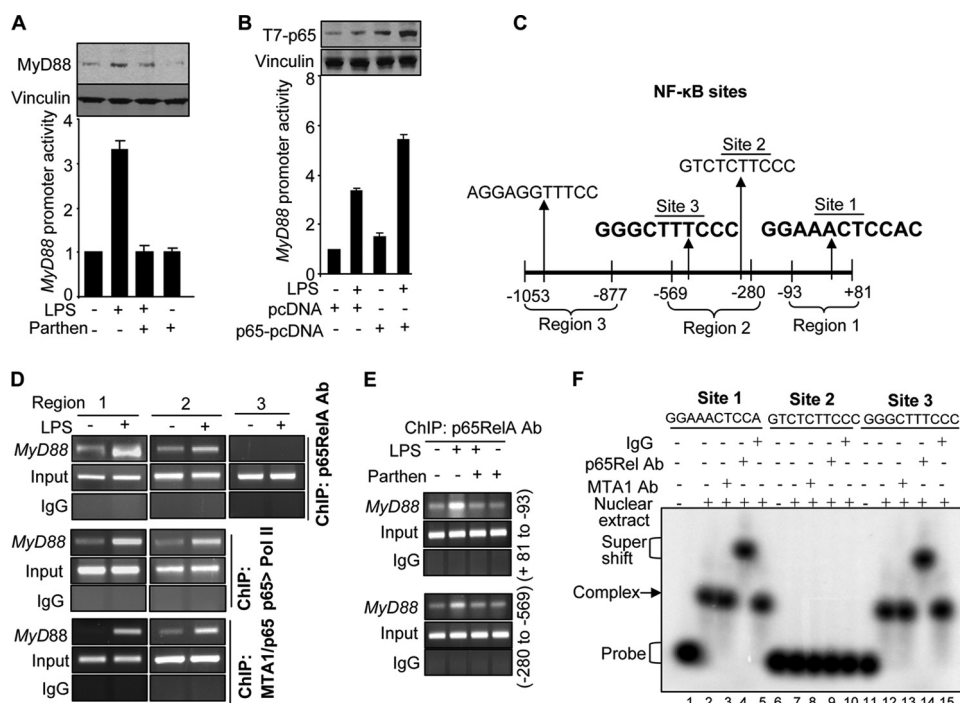 A
MyD88
Vinculin
MyD88 promoter activity
4
3
2
1
0
LPS - + + -
Parthen - - + +
B
T7-p65
Vinculin
MyD88 promoter activity
8
6
4
2
0
LPS - + - +
pcDNA + + - -
p65-pcDNA - - + +
C
NF-κB sites
Site 2
GTCTCTTCCC
AGGAGGTTTCC
Site 3
Site 1
GGGCTTTCCC GGAAACTCCAC
-1053 -877 -569 -280 -93 +81
Region 3 Region 2 Region 1
D
Region 1 2 3
LPS - + - + - +
MyD88
Input
IgG
ChIP: p65RelA Ab
MyD88
Input
IgG
ChIP:
p65> Pol II
MyD88
Input
IgG
ChIP:
MTA1/p65
E
ChIP: p65RelA Ab
LPS - + + -
Parthen - - + +
MyD88
Input
IgG
(+ 81 to -93)
MyD88
Input
IgG
(-280 to -569)
F
Site 1 Site 2 Site 3
GGAAACTCCA GTCTCTTCCC GGGCTTTCCC
IgG - - - - + - - - - + - - - - +
p65Rel Ab - - - + - - - - + - - - - + -
MTA1 Ab - - + - - - - + - - - - + - -
Nuclear extract - + + + + - + + + + - + + + +
Super shift
Complex
Probe
1 2 3 4 5 6 7 8 9 10 11 12 13 14 15